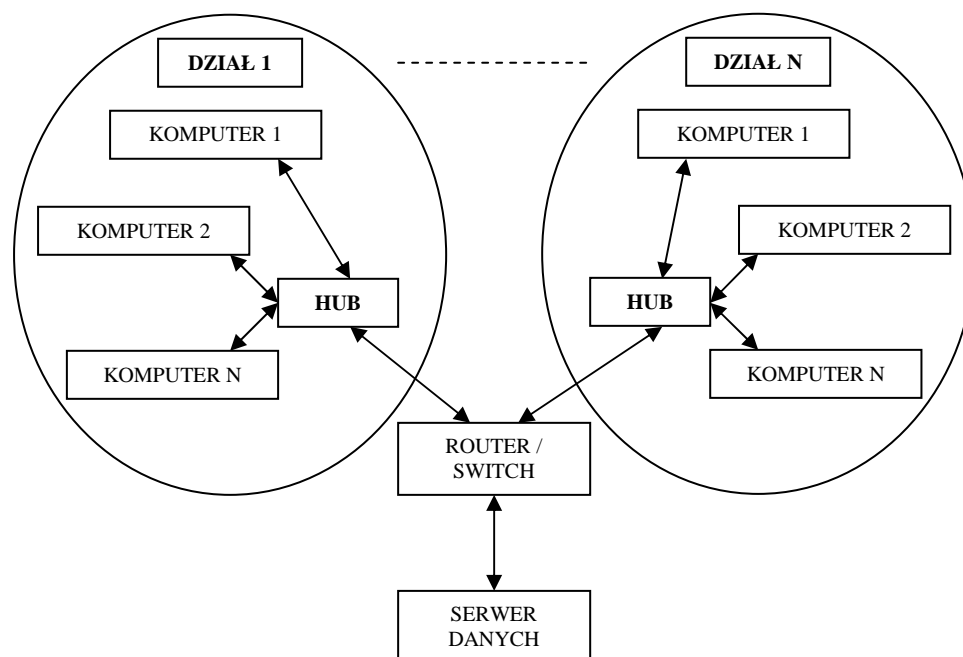 DZIAŁ 1
KOMPUTER 1
KOMPUTER 2
HUB
KOMPUTER N
DZIAŁ N
KOMPUTER 1
KOMPUTER 2
HUB
KOMPUTER N
ROUTER /
SWITCH
SERWER
DANYCH